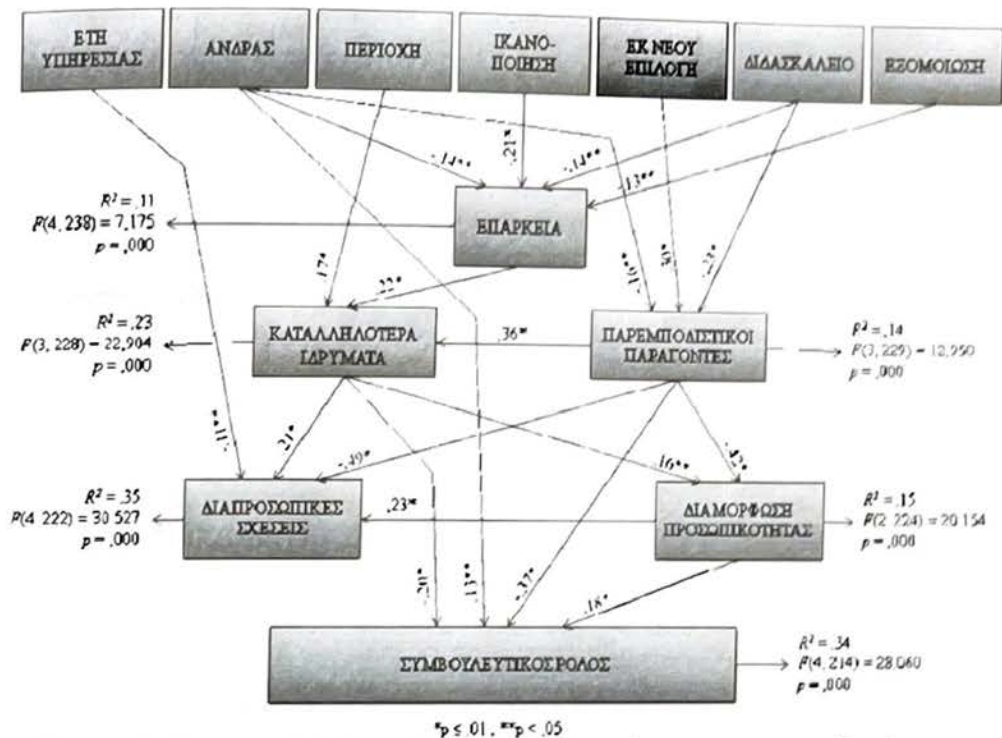 ΕΤΗ
ΥΠΗΡΕΣΙΑΣ
ΑΝΔΡΑΣ
ΠΕΡΙΟΧΗ
ΙΚΑΝΟ-
ΠΟΙΗΣΗ
ΕΚ ΝΕΟΥ
ΕΠΙΛΟΓΗ
ΔΙΔΑΣΚΑΛΕΙΟ
ΕΞΟΜΟΙΩΣΗ
-.14**
.21*
-.14**
.13**
R² = .11
F(4, 238) = 7,175
p = ,000
ΕΠΑΡΚΕΙΑ
.17*
.22*
-.16**
-.23*
R² = .23
F(3, 228) = 22,904
p = ,000
ΚΑΤΑΛΛΗΛΟΤΕΡΑ
ΙΔΡΥΜΑΤΑ
.36*
ΠΑΡΕΜΠΟΔΙΣΤΙΚΟΙ
ΠΑΡΑΓΟΝΤΕΣ
R² = .14
F(3, 229) = 12,950
p = ,000
.21*
-.49*
.16**
-.42*
R² = .35
F(4, 222) = 30,527
p = ,000
ΔΙΑΠΡΟΣΩΠΙΚΕΣ
ΣΧΕΣΕΙΣ
.23*
ΔΙΑΜΟΡΦΩΣΗ
ΠΡΟΣΩΠΙΚΟΤΗΤΑΣ
R² = .15
F(2, 224) = 20,154
p = ,000
-.20*
.13**
-.37*
.18*
ΣΥΜΒΟΥΛΕΥΤΙΚΟΣ ΡΟΛΟΣ
R² = .34
F(4, 214) = 28,060
p = ,000
*p ≤ .01, **p < .05